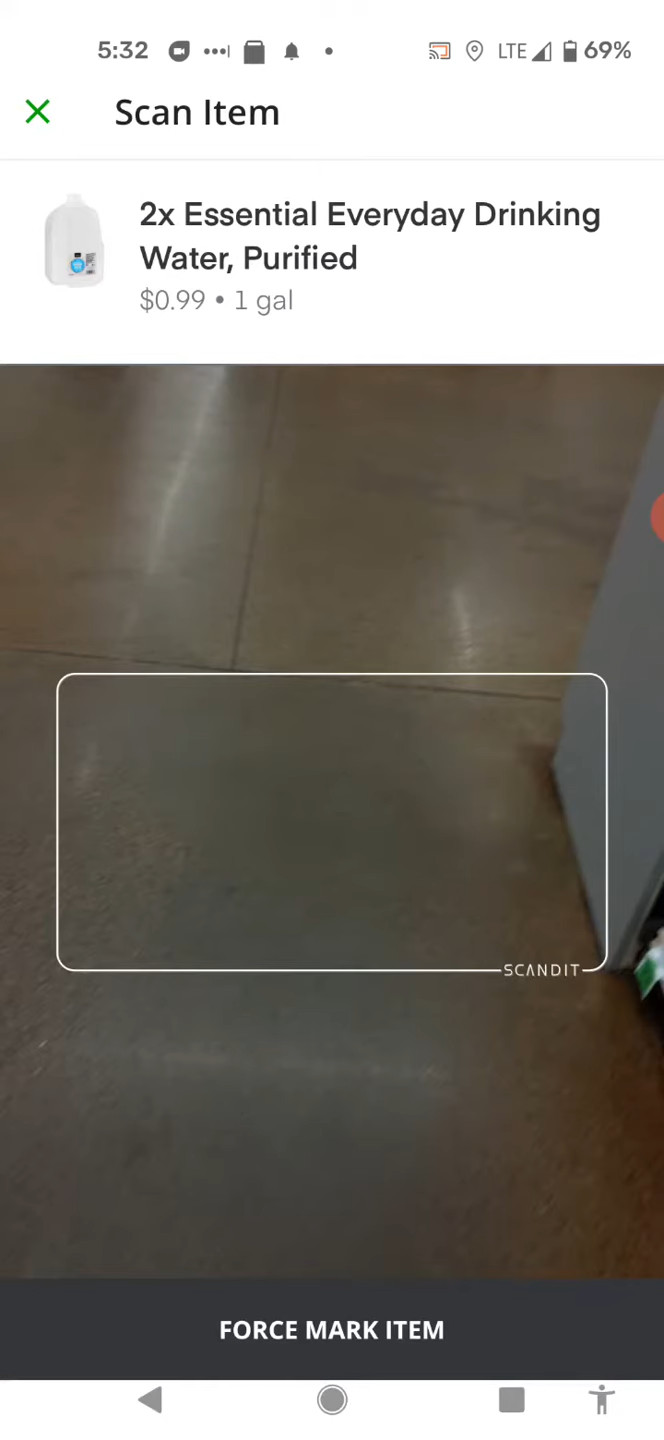 5:32 LTE 69%
Scan Item
2x Essential Everyday Drinking
Water, Purified
$0.99 • 1 gal
SCANDIT
FORCE MARK ITEM